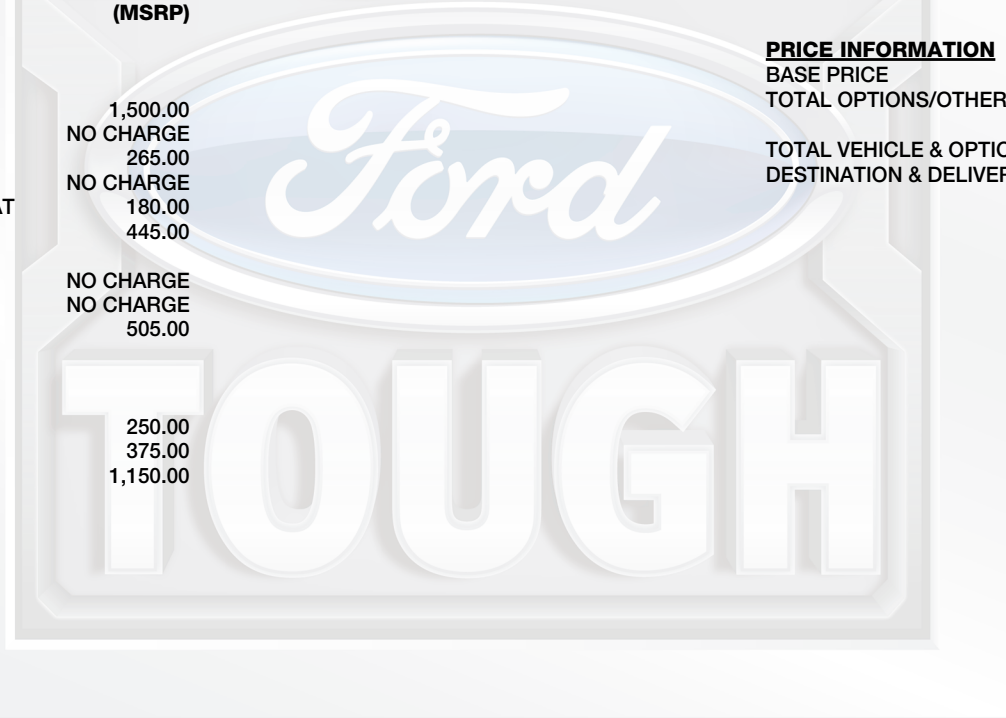 (MSRP)
1,500.00
NO CHARGE
265.00
NO CHARGE
AT 180.00
445.00
NO CHARGE
NO CHARGE
505.00
250.00
375.00
1,150.00
PRICE INFORMATION
BASE PRICE
TOTAL OPTIONS/OTHER
TOTAL VEHICLE & OPTIO
DESTINATION & DELIVER
Ford
TOUGH